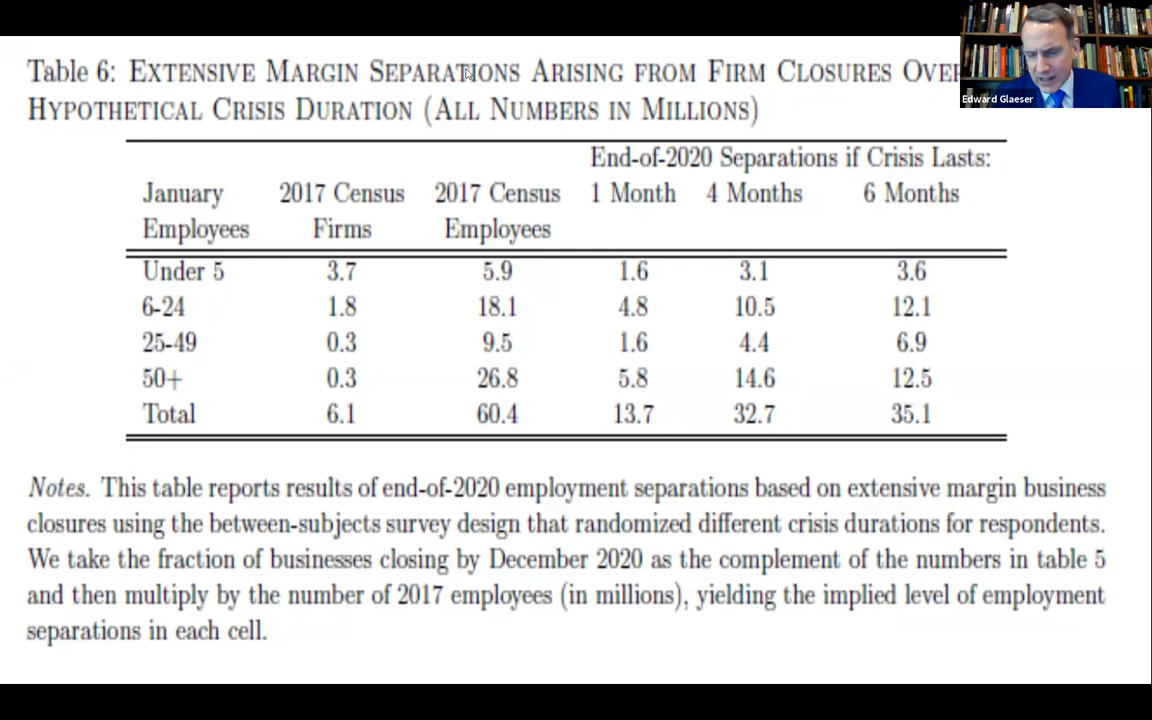 Table 6: EXTENSIVE MARGIN SEPARATIONS ARISING FROM FIRM CLOSURES OVER
HYPOTHETICAL CRISIS DURATION (ALL NUMBERS IN MILLIONS)
Edward Glaeser
End-of-2020 Separations if Crisis Lasts:
January 2017 Census 2017 Census 1 Month 4 Months 6 Months
Employees Firms Employees
Under 5 3.7 5.9 1.6 3.1 3.6
6-24 1.8 18.1 4.8 10.5 12.1
25-49 0.3 9.5 1.6 4.4 6.9
50+ 0.3 26.8 5.8 14.6 12.5
Total 6.1 60.4 13.7 32.7 35.1
Notes. This table reports results of end-of-2020 employment separations based on extensive margin business
closures using the between-subjects survey design that randomized different crisis durations for respondents.
We take the fraction of businesses closing by December 2020 as the complement of the numbers in table 5
and then multiply by the number of 2017 employees (in millions), yielding the implied level of employment
separations in each cell.